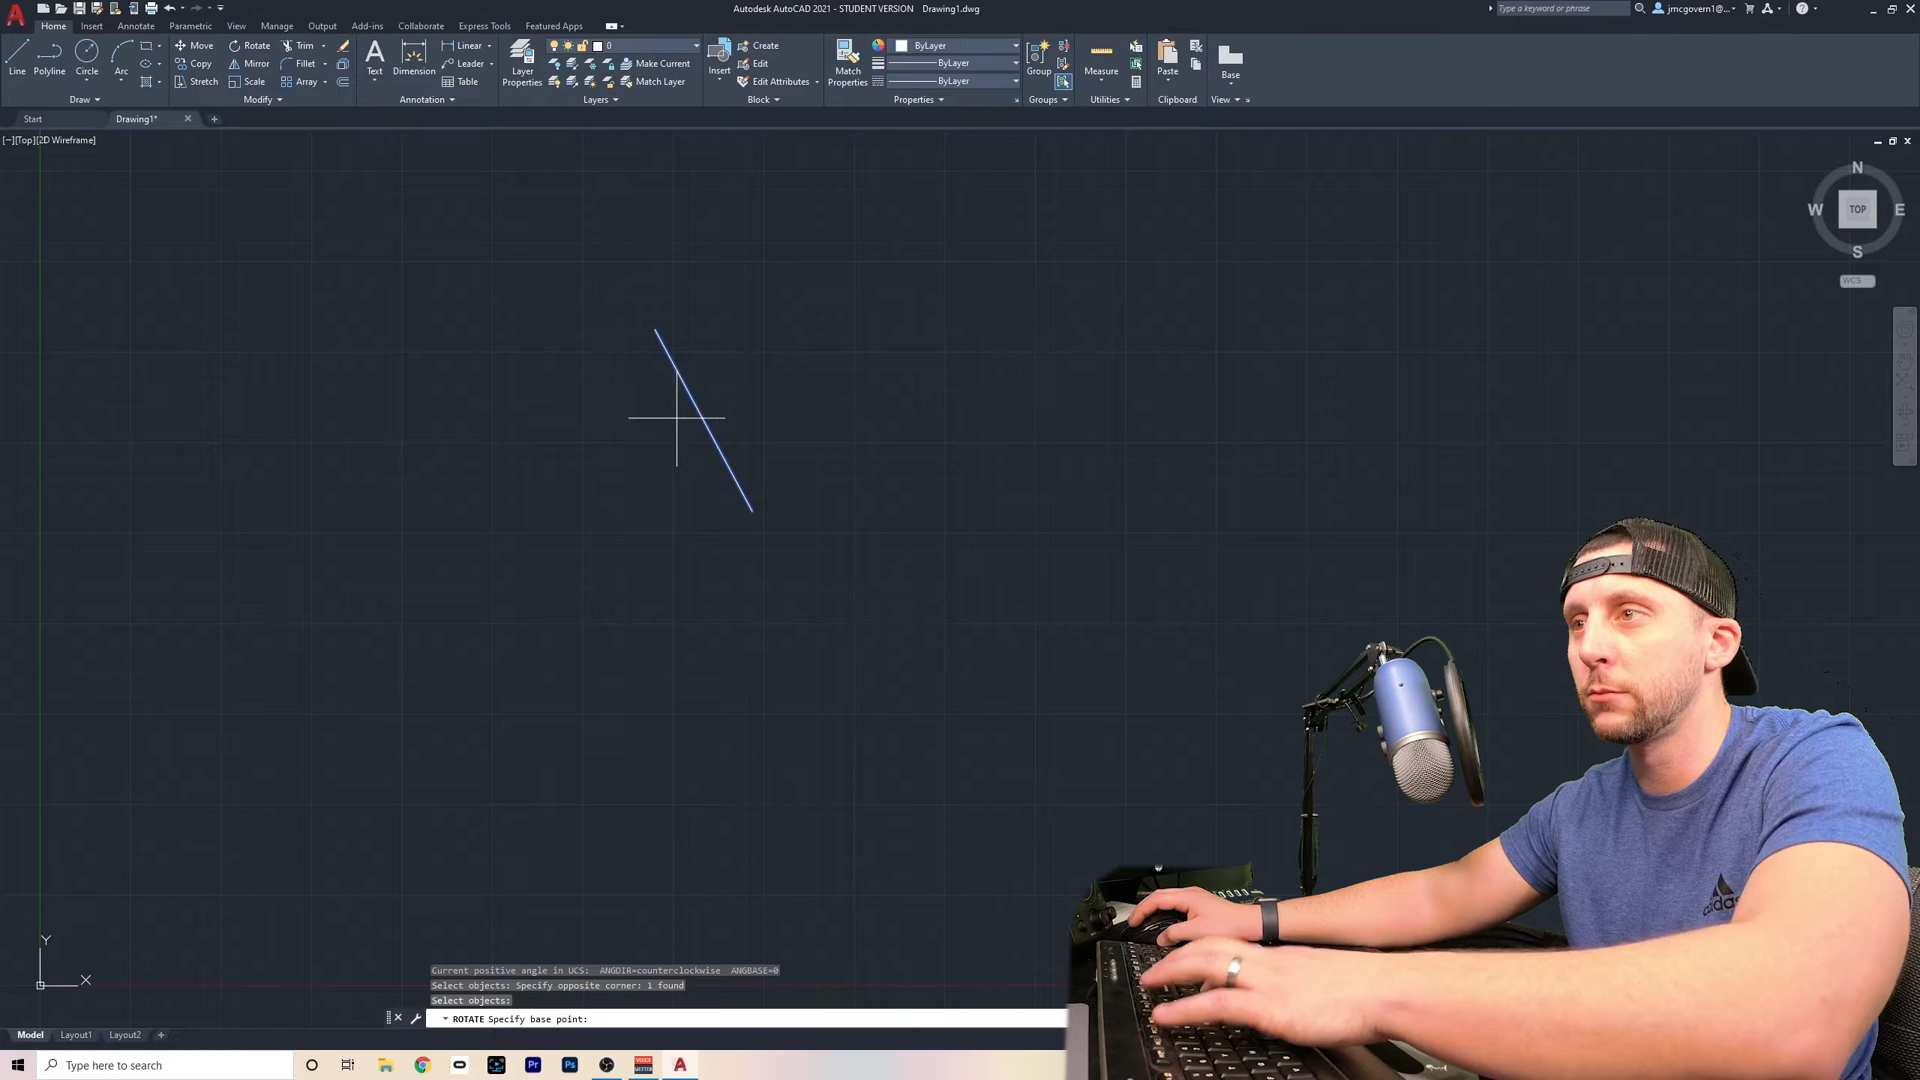 Autodesk AutoCAD 2021 - STUDENT VERSION Drawing1.dwg
Type a keyword or phrase
jmcgovern1@...
Home Insert Annotate Parametric View Manage Output Add-ins Collaborate Express Tools Featured Apps
Line Polyline Circle Arc
Move Rotate Trim
Copy Mirror Fillet
Stretch Scale Array
Text Dimension
Linear
Leader
Table
Layer Properties
0
Make Current
Match Layer
Insert
Create
Edit
Edit Attributes
Match Properties
ByLayer
ByLayer
ByLayer
Group
Measure
Paste
Base
Draw Modify Annotation Layers Block Properties Groups Utilities Clipboard View
Start Drawing1*
[−][Top][2D Wireframe]
N
W TOP E
S
WCS
Y
X
Current positive angle in UCS: ANGDIR=counterclockwise ANGBASE=0
Select objects: Specify opposite corner: 1 found
Select objects:
ROTATE Specify base point:
Model Layout1 Layout2
Type here to search
Pr Ps A
adidas